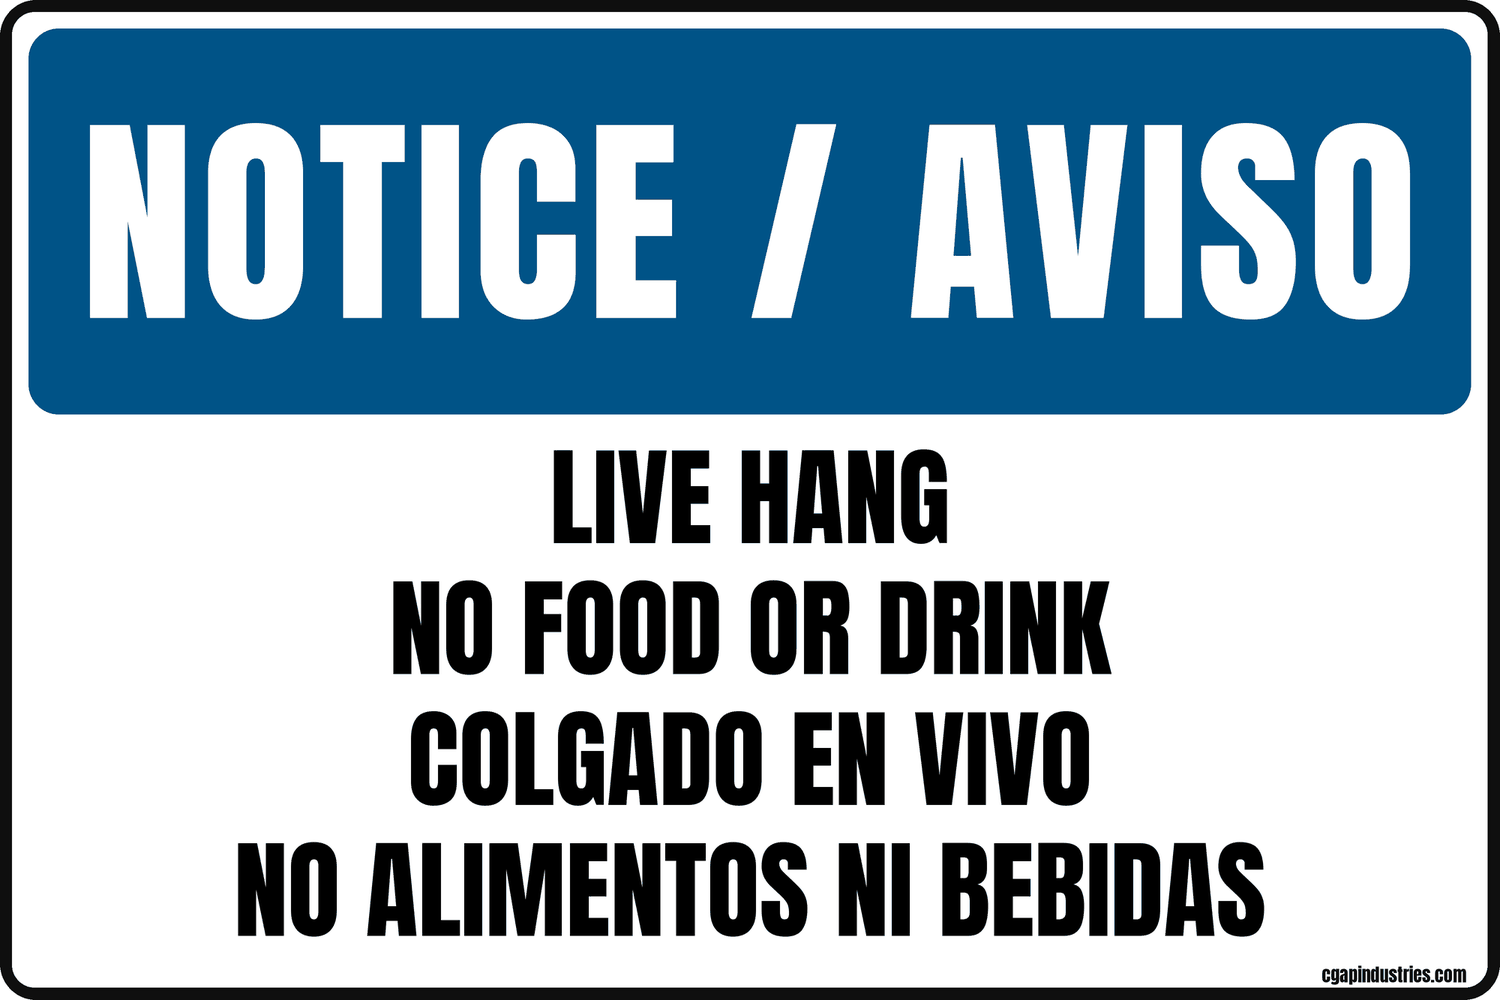 NOTICE / AVISO
LIVE HANG
NO FOOD OR DRINK
COLGADO EN VIVO
NO ALIMENTOS NI BEBIDAS
cgapindustries.com